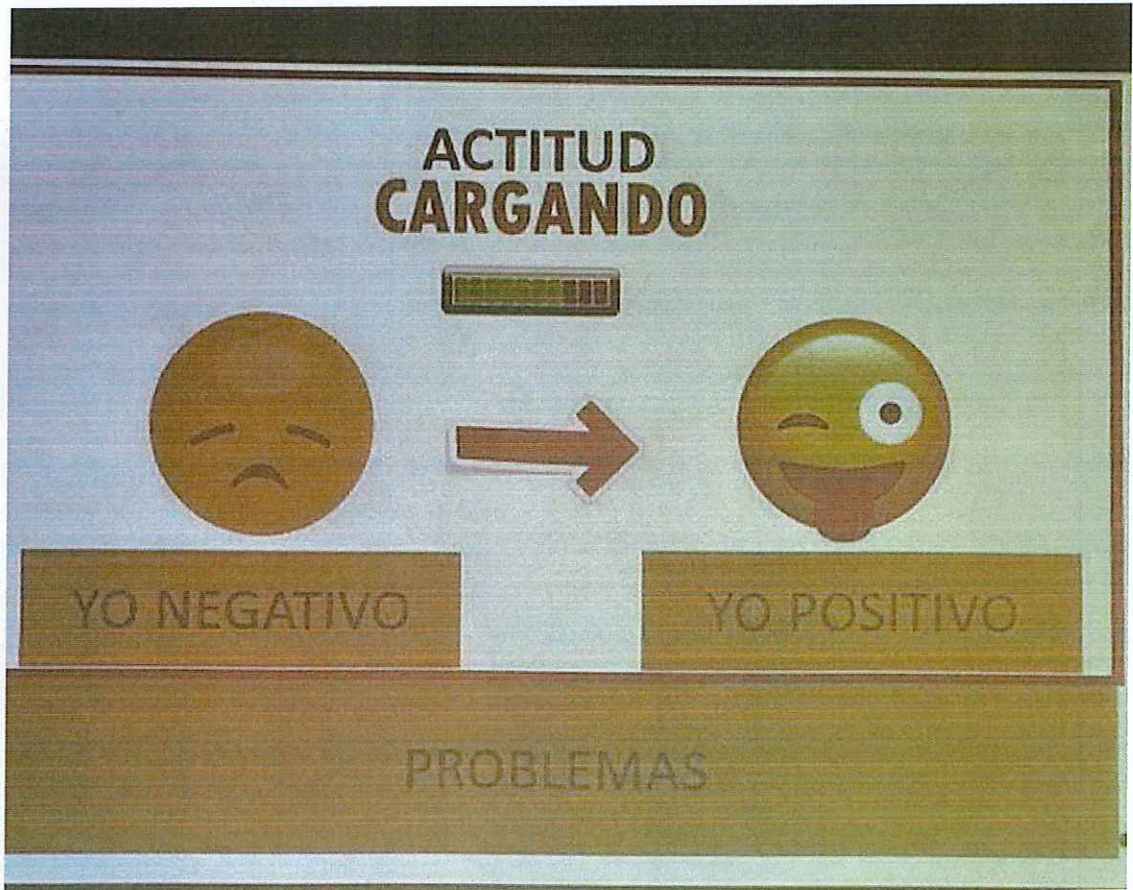 ACTITUD
CARGANDO
YO NEGATIVO
YO POSITIVO
PROBLEMAS